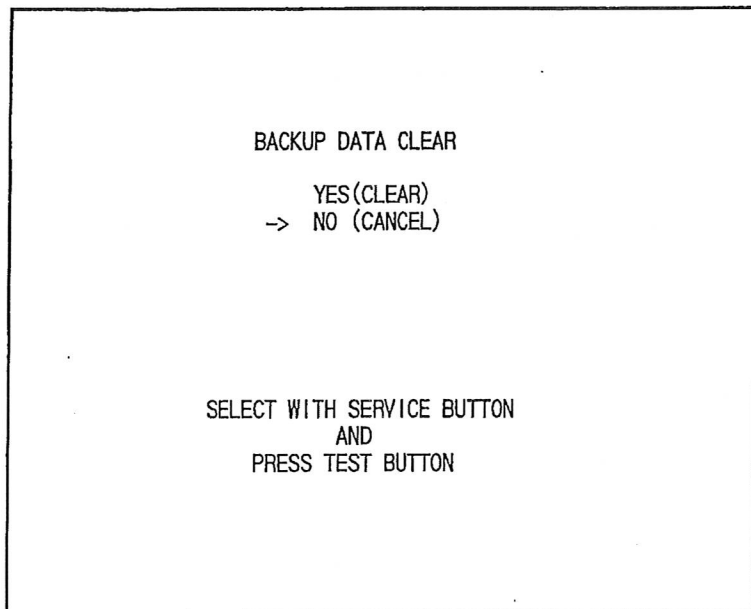 BACKUP DATA CLEAR
YES(CLEAR)
-> NO (CANCEL)
SELECT WITH SERVICE BUTTON
AND
PRESS TEST BUTTON